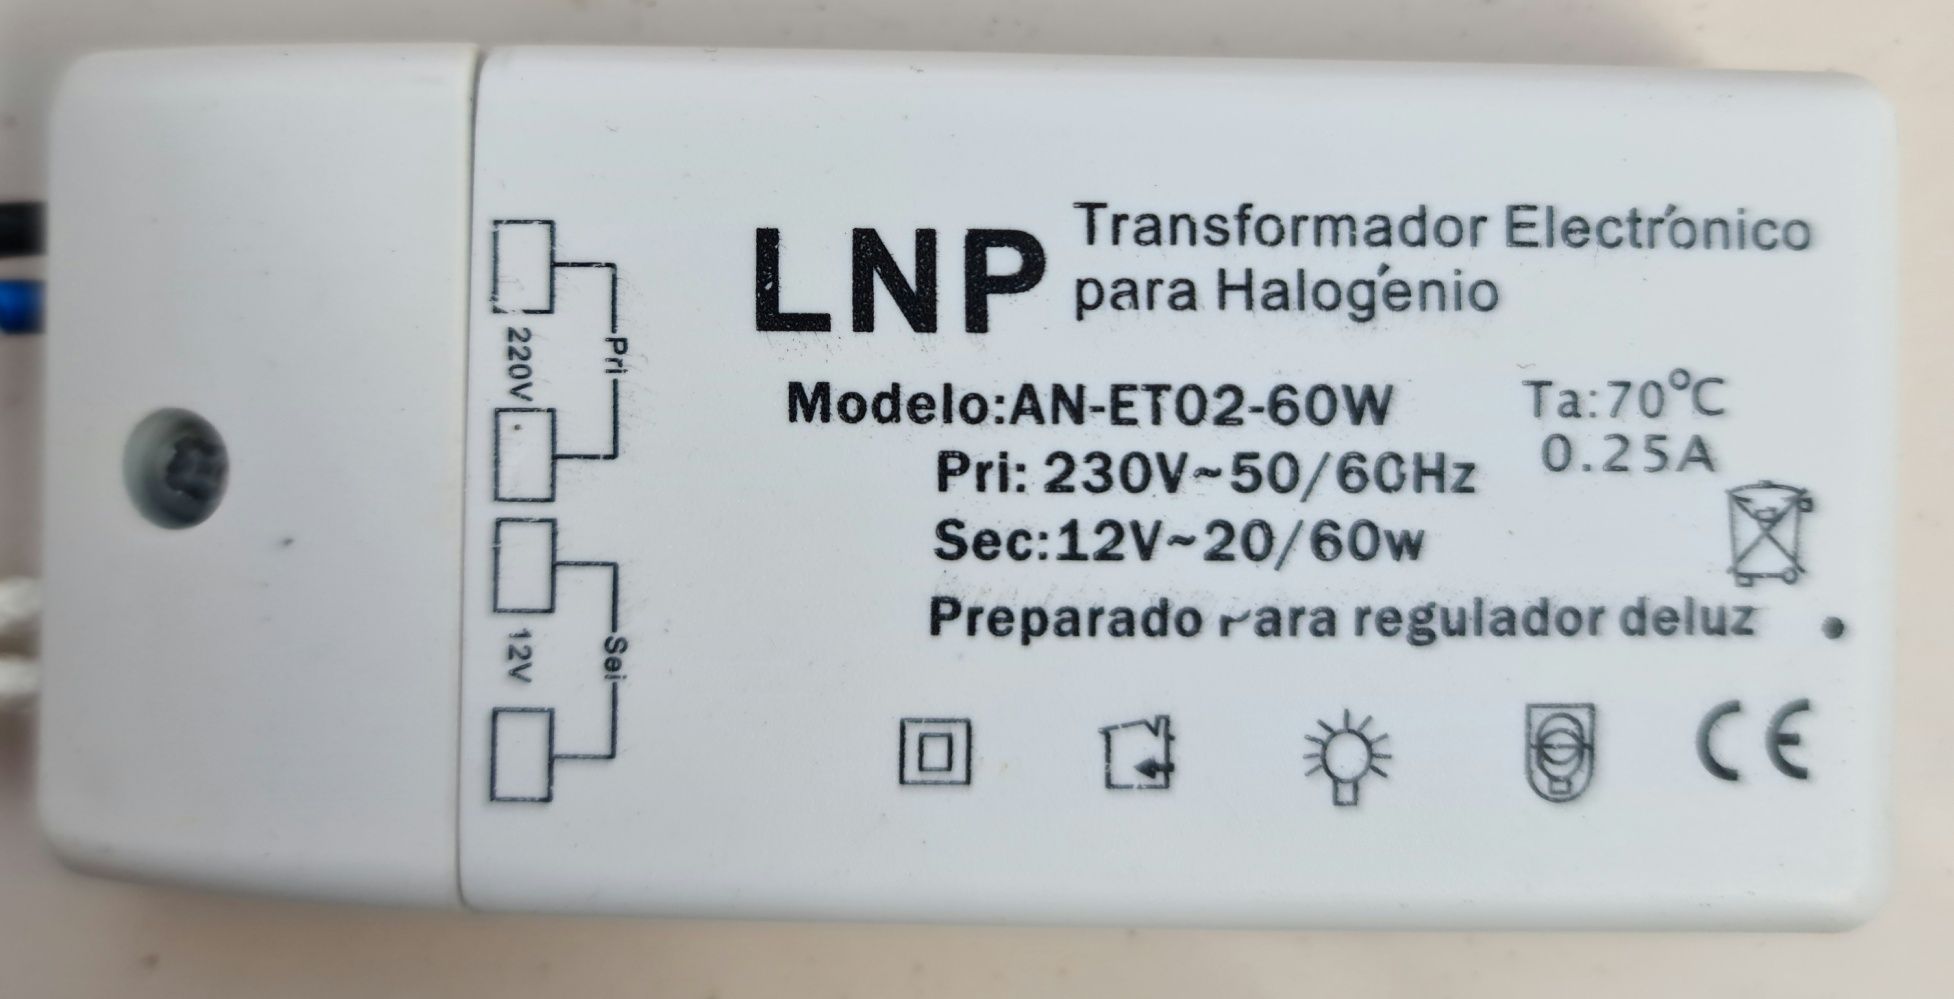 LNP
Transformador Electrónico
para Halogénio
Modelo:AN-ET02-60W
Ta:70°C
Pri: 230V~50/60Hz
0.25A
Sec:12V~20/60w
Preparado para regulador deluz
220V
Pri
12V
Sei
CE